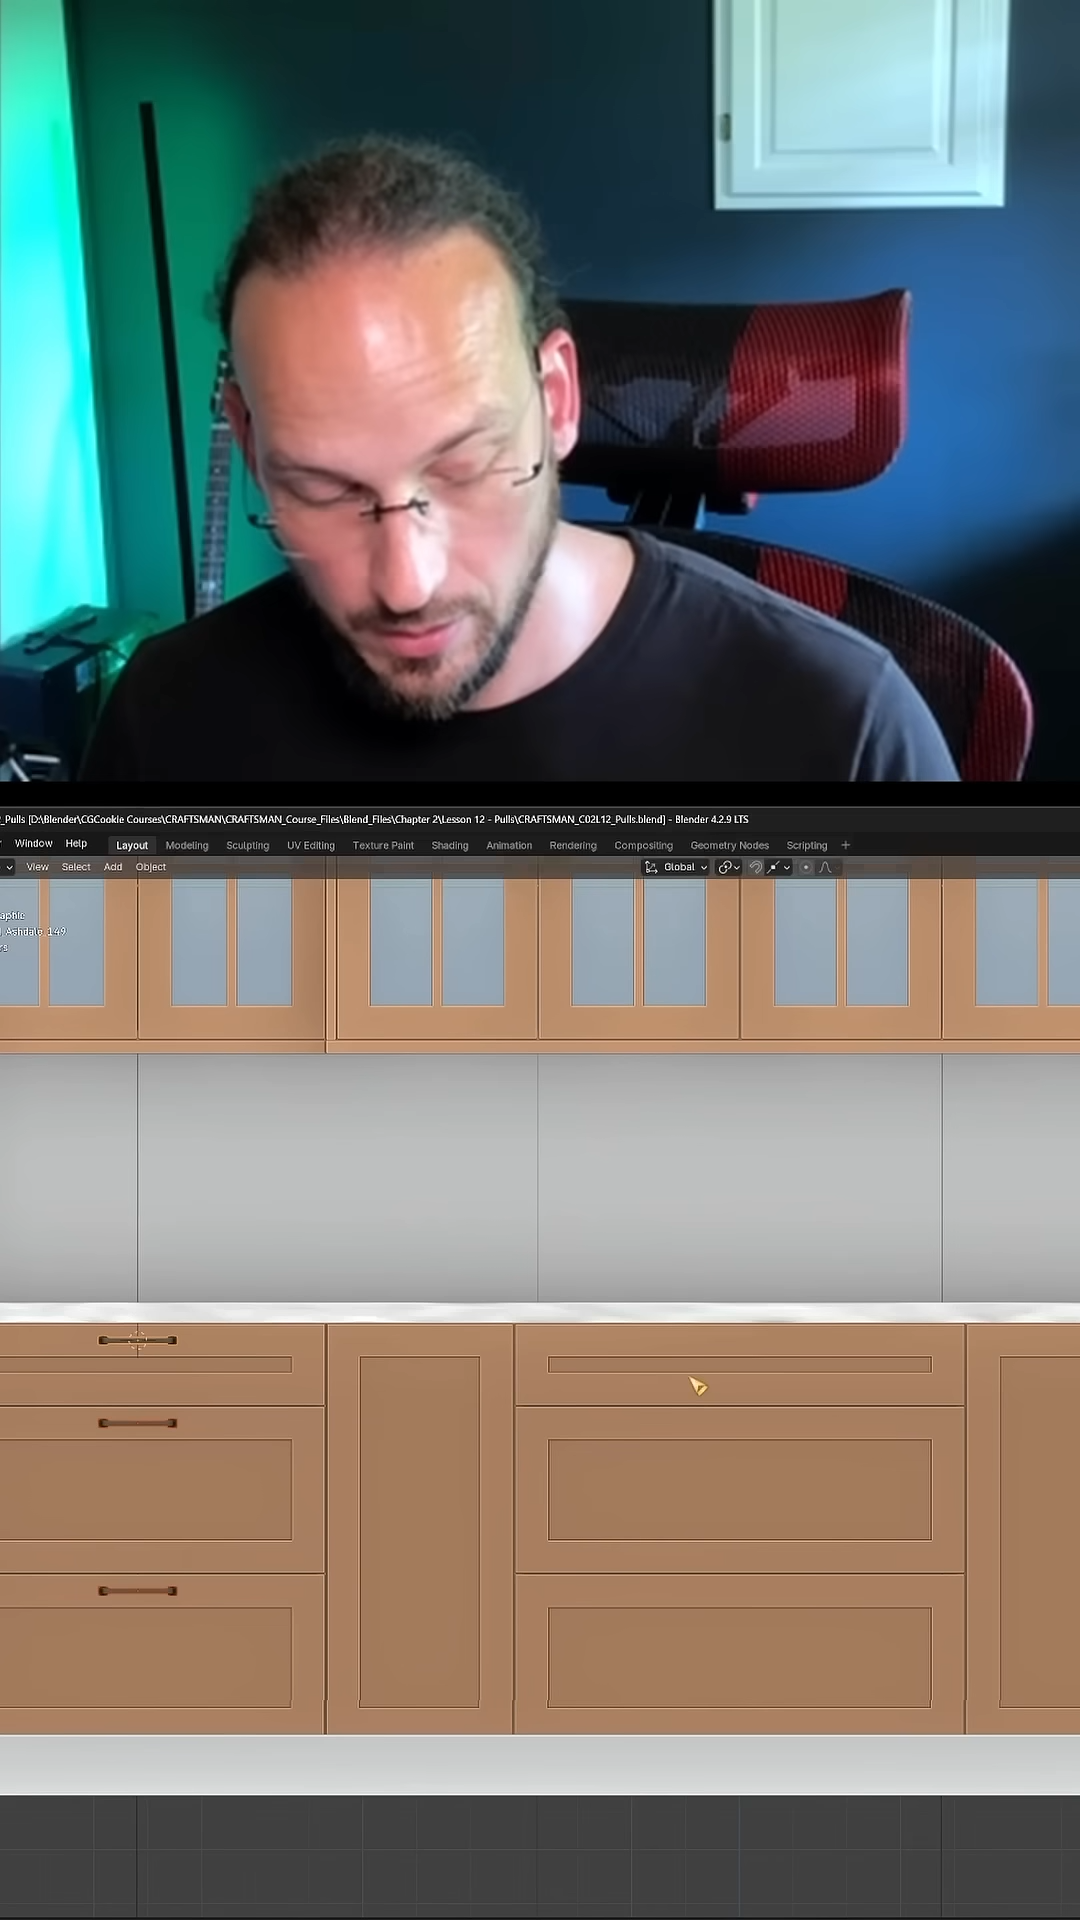 _Pulls [D:\Blender\CGCookie Courses\CRAFTSMAN\CRAFTSMAN_Course_Files\Blend_Files\Chapter 2\Lesson 12 - Pulls\CRAFTSMAN_C02L12_Pulls.blend] - Blender 4.2.9 LTS
Window Help Layout Modeling Sculpting UV Editing Texture Paint Shading Animation Rendering Compositing Geometry Nodes Scripting +
View Select Add Object Global
aphic
Ashdale 149
rs